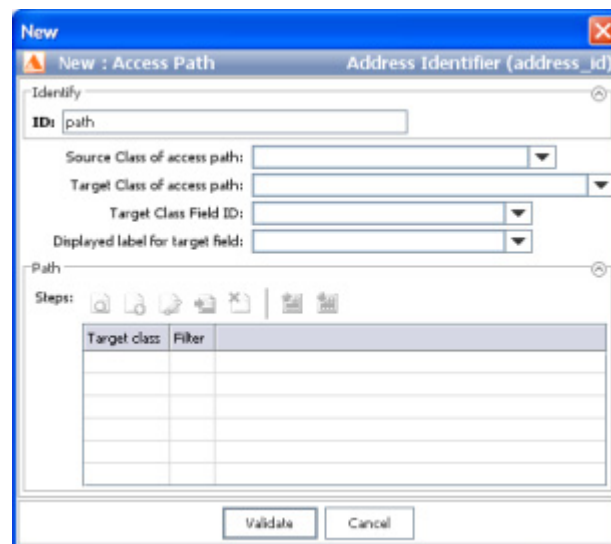 New
New : Access Path Address Identifier (address_id)
Identify
ID: path
Source Class of access path:
Target Class of access path:
Target Class Field ID:
Displayed label for target field:
Path
Steps:
Target class Filter
Validate Cancel